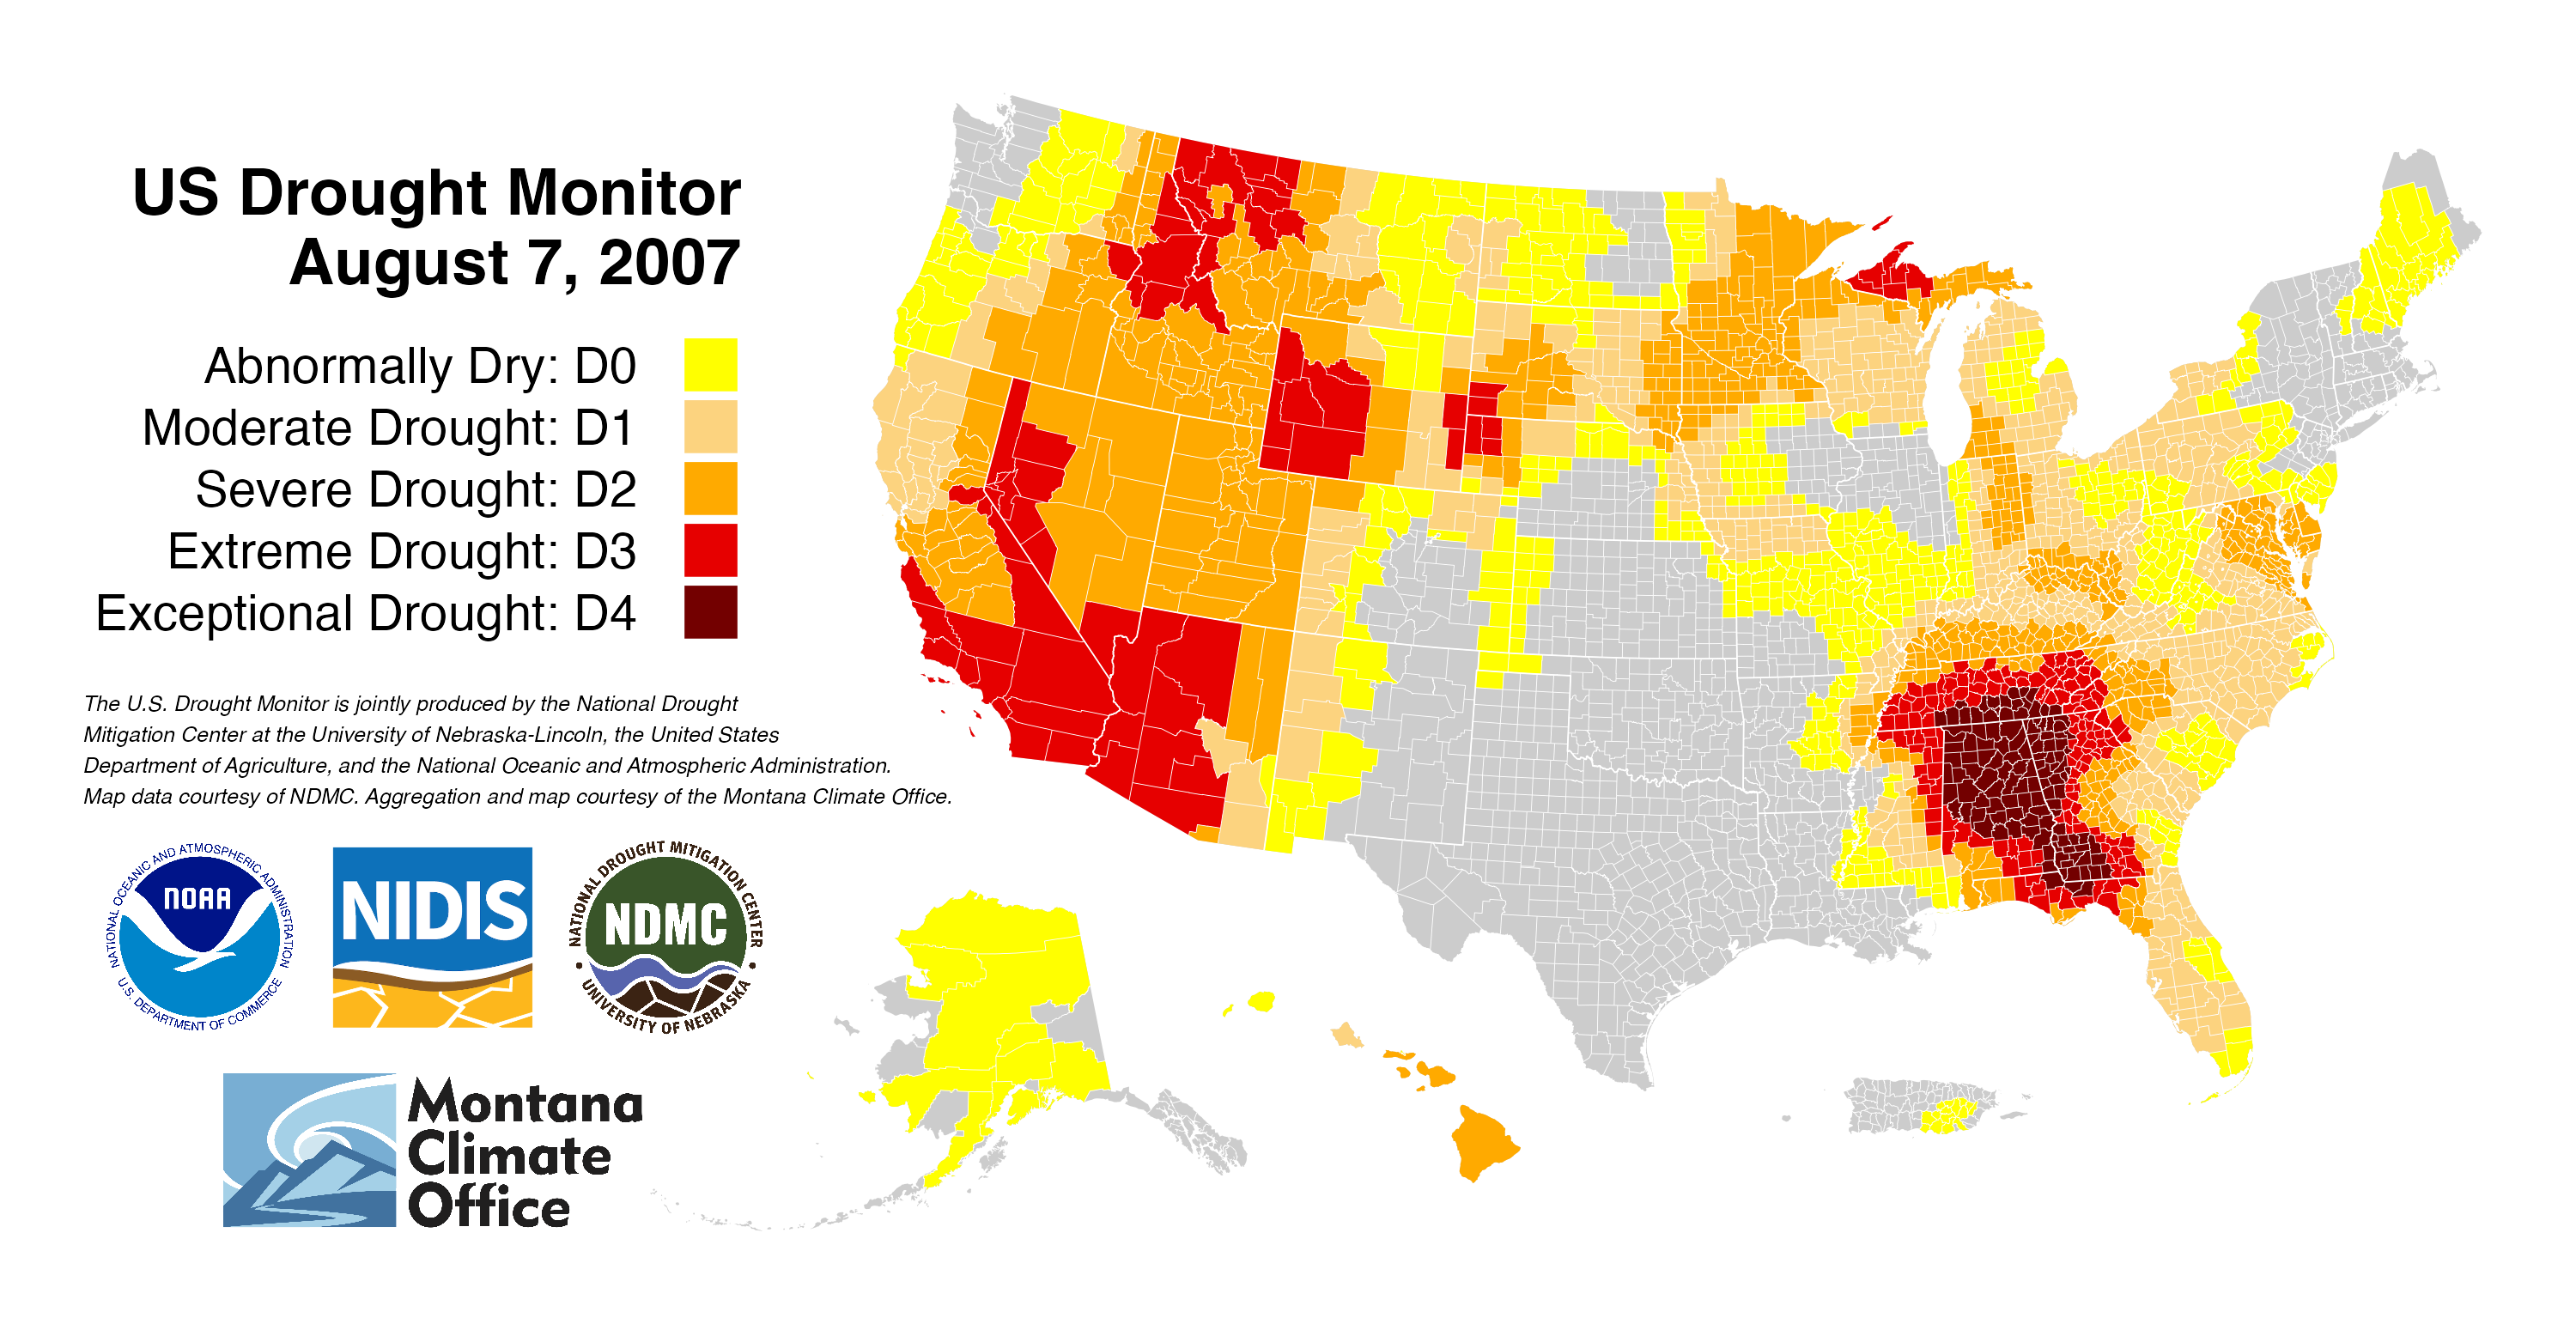 US Drought Monitor
August 7, 2007
Abnormally Dry: D0
Moderate Drought: D1
Severe Drought: D2
Extreme Drought: D3
Exceptional Drought: D4
The U.S. Drought Monitor is jointly produced by the National Drought
Mitigation Center at the University of Nebraska-Lincoln, the United States
Department of Agriculture, and the National Oceanic and Atmospheric Administration.
Map data courtesy of NDMC. Aggregation and map courtesy of the Montana Climate Office.
NATIONAL OCEANIC AND ATMOSPHERIC ADMINISTRATION
NOAA
U.S. DEPARTMENT OF COMMERCE
NIDIS
NATIONAL DROUGHT MITIGATION CENTER
NDMC
UNIVERSITY OF NEBRASKA
Montana
Climate
Office